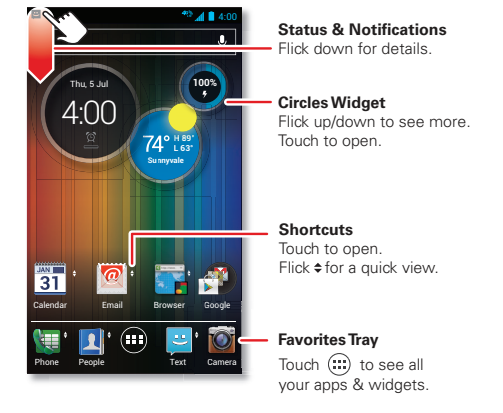 4:00
Status & Notifications
Flick down for details.
Thu, 5 Jul
4:00
100%
74° H 89°
L 63°
Sunnyvale
Circles Widget
Flick up/down to see more.
Touch to open.
JAN
31
@
Calendar
Email
Browser
Google
Shortcuts
Touch to open.
Flick for a quick view.
Phone
People
Text
Camera
Favorites Tray
Touch to see all
your apps & widgets.